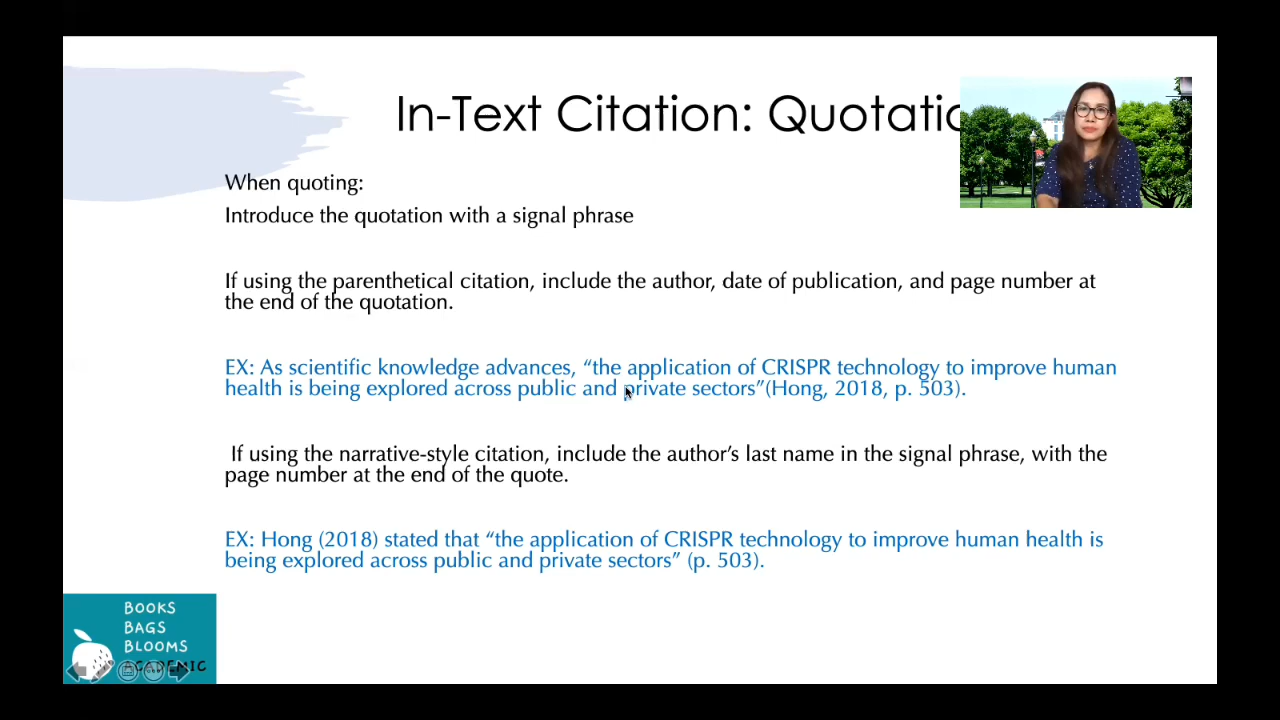 In-Text Citation: Quotatio
When quoting:
Introduce the quotation with a signal phrase
If using the parenthetical citation, include the author, date of publication, and page number at
the end of the quotation.
EX: As scientific knowledge advances, “the application of CRISPR technology to improve human
health is being explored across public and private sectors”(Hong, 2018, p. 503).
If using the narrative-style citation, include the author’s last name in the signal phrase, with the
page number at the end of the quote.
EX: Hong (2018) stated that “the application of CRISPR technology to improve human health is
being explored across public and private sectors” (p. 503).
BOOKS
BAGS
BLOOMS
ACADEMIC